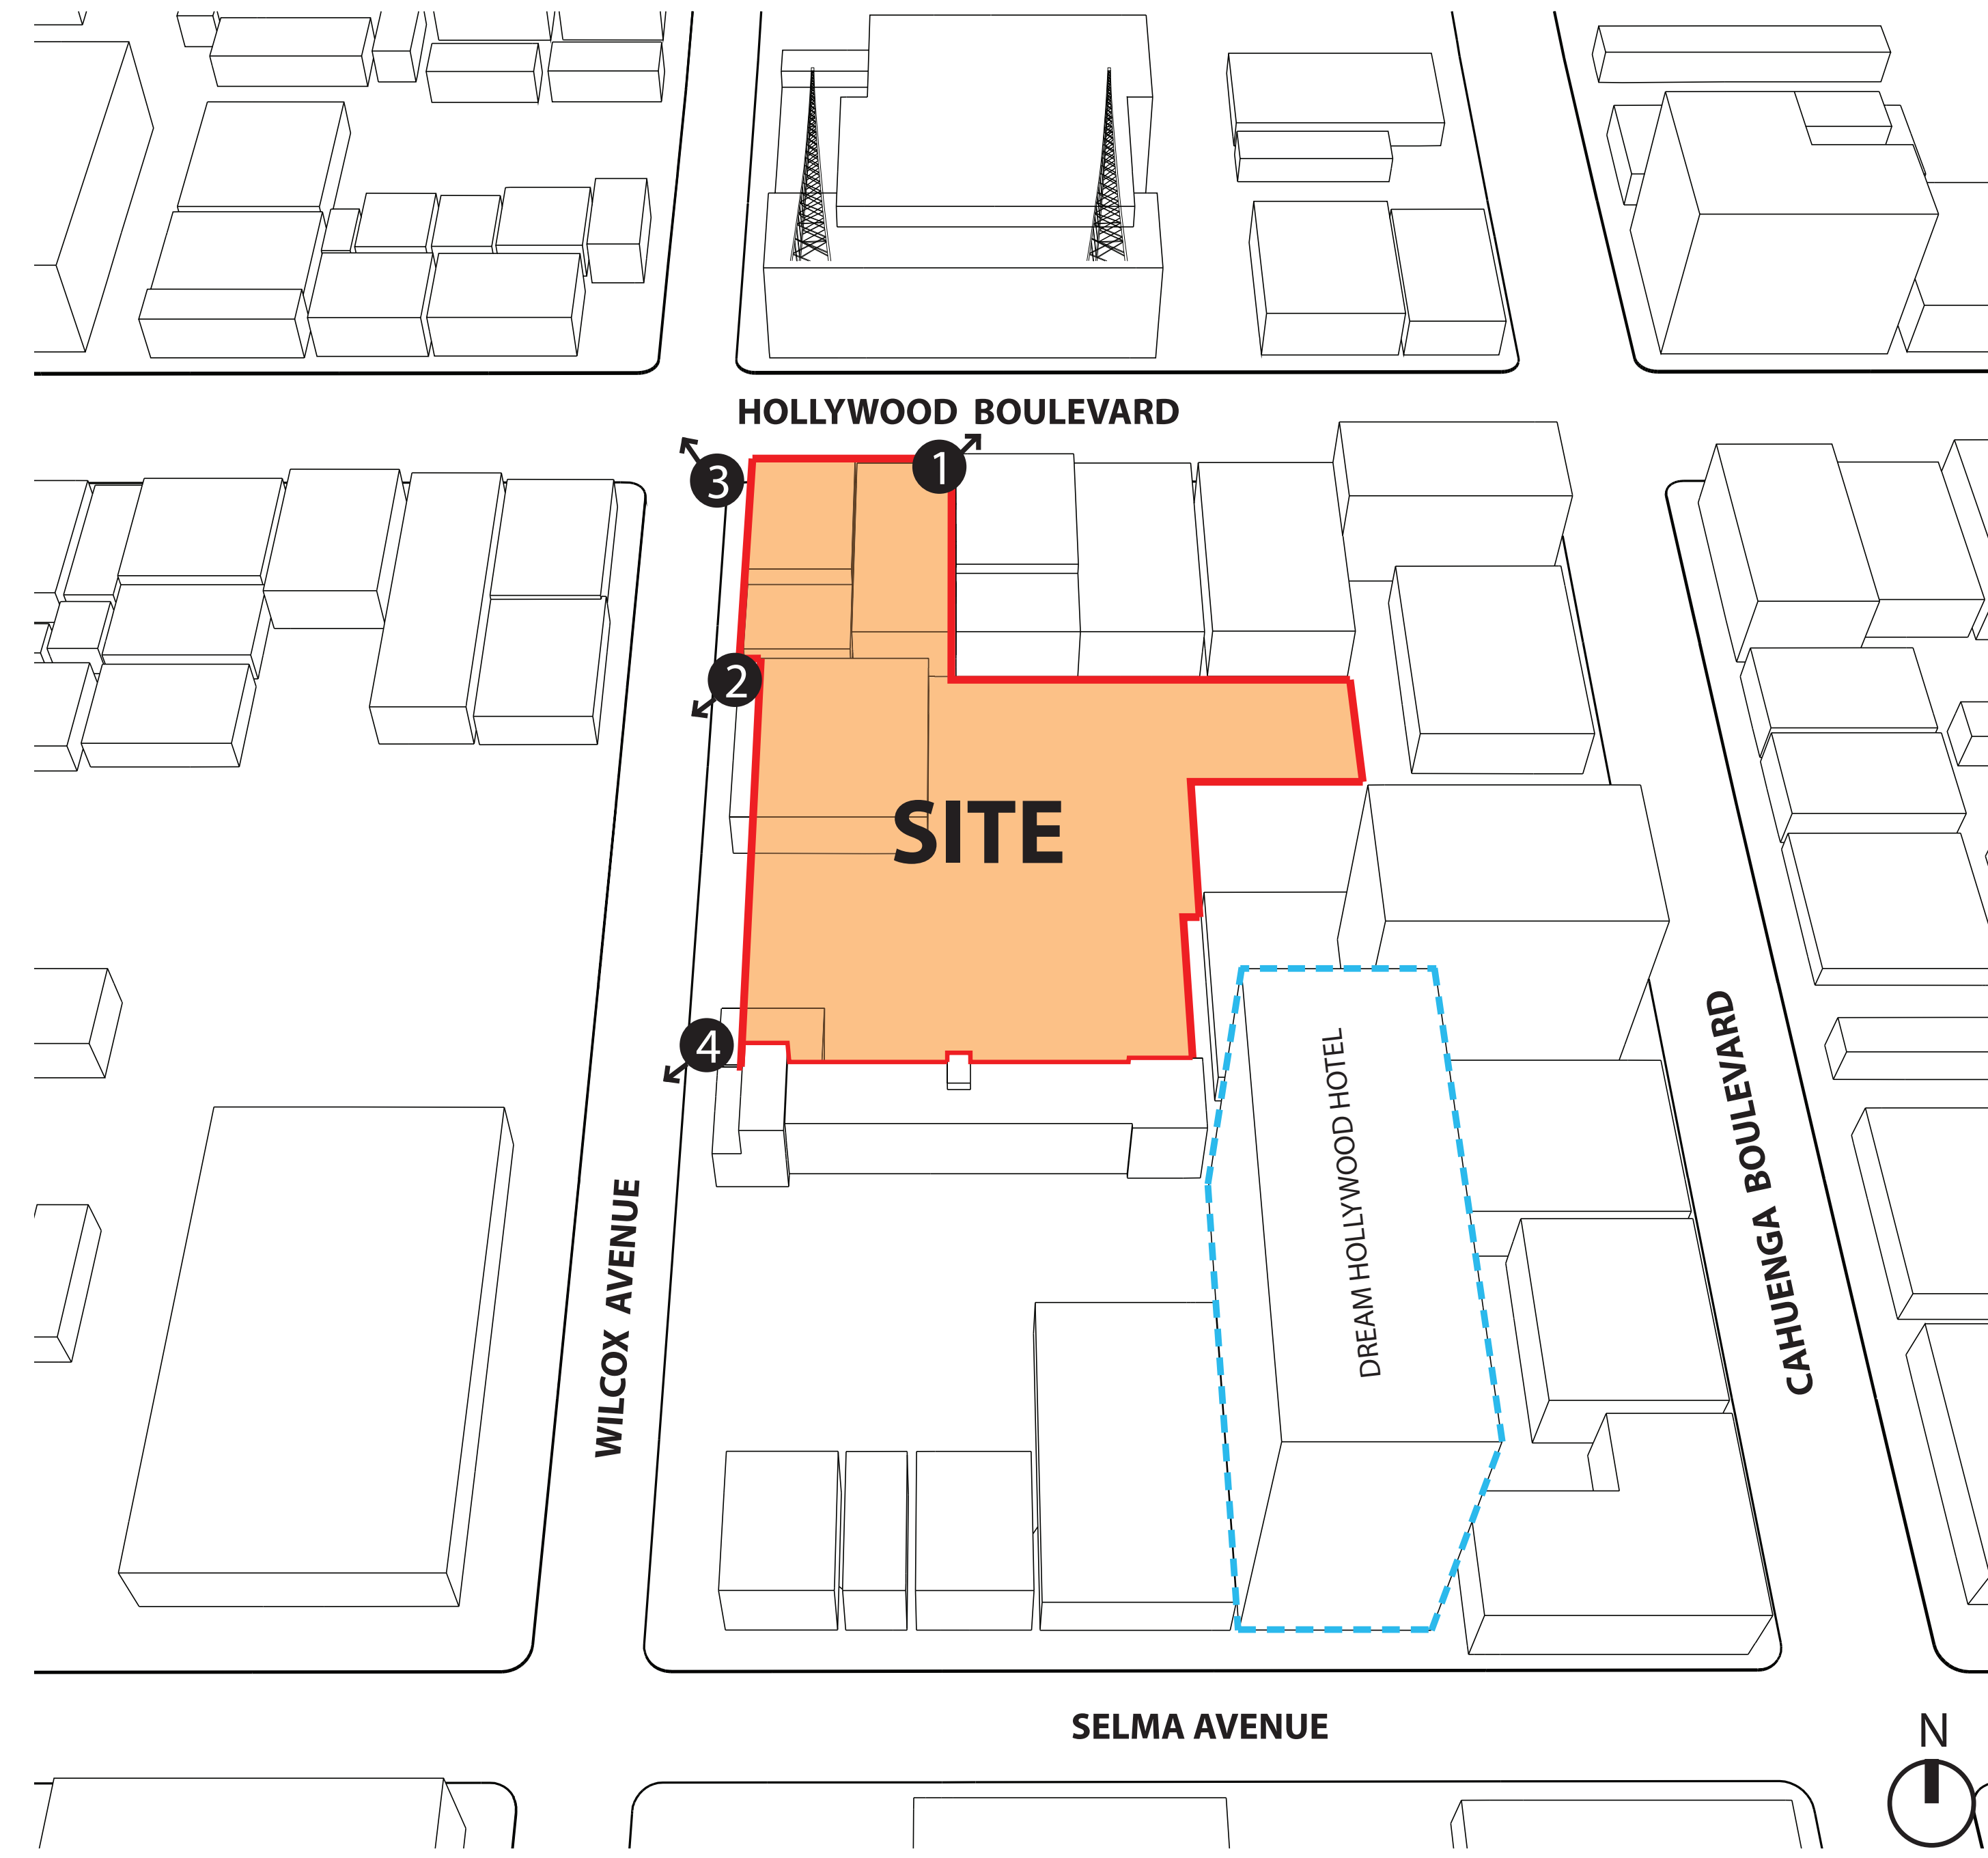 HOLLYWOOD BOULEVARD
3
1
2
SITE
4
DREAM HOLLYWOOD HOTEL
CAHUENGA BOULEVARD
WILCOX AVENUE
SELMA AVENUE
N